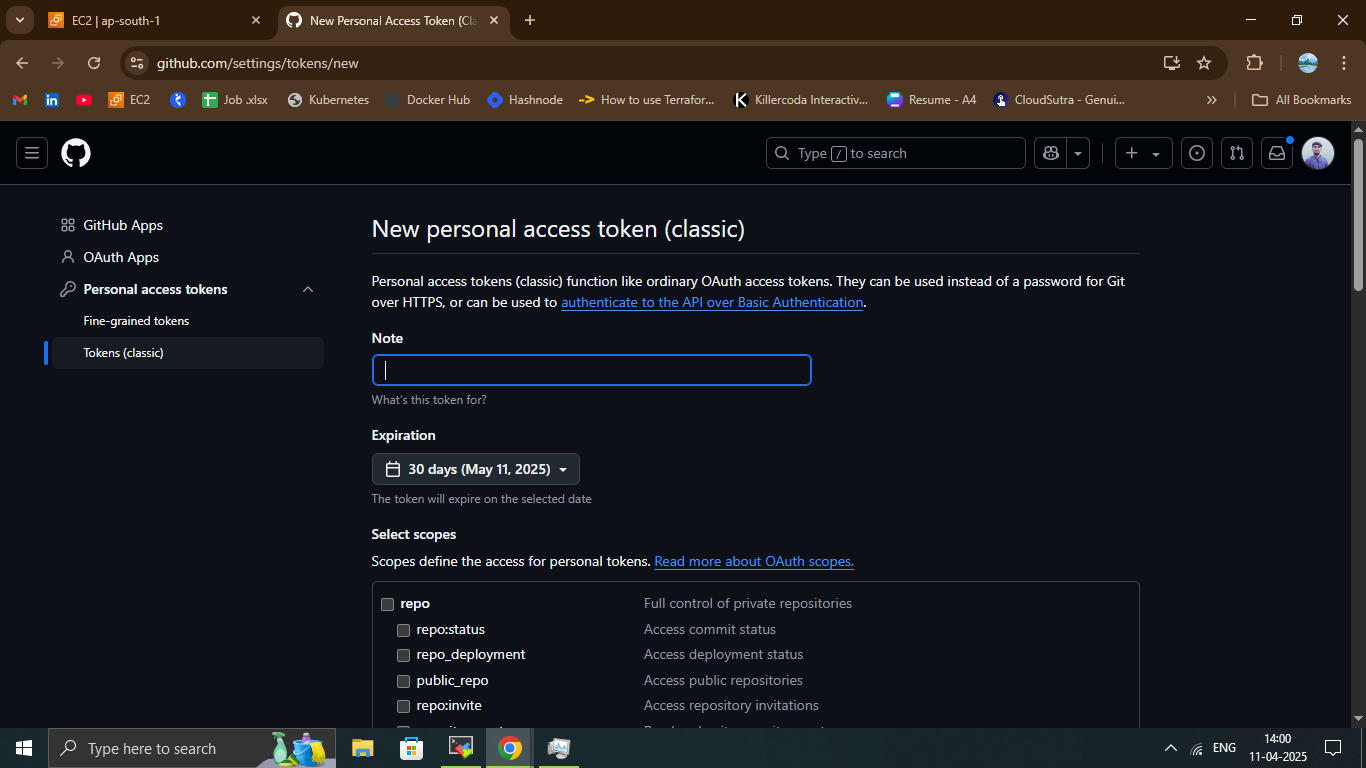 EC2 | ap-south-1
New Personal Access Token (Cla
github.com/settings/tokens/new
EC2
Job .xlsx
Kubernetes
Docker Hub
Hashnode
How to use Terrafor...
Killercoda Interactiv...
Resume - A4
CloudSutra - Genui...
All Bookmarks
Type / to search
GitHub Apps
OAuth Apps
Personal access tokens
Fine-grained tokens
Tokens (classic)
New personal access token (classic)
Personal access tokens (classic) function like ordinary OAuth access tokens. They can be used instead of a password for Git
over HTTPS, or can be used to authenticate to the API over Basic Authentication.
Note
What's this token for?
Expiration
30 days (May 11, 2025)
The token will expire on the selected date
Select scopes
Scopes define the access for personal tokens. Read more about OAuth scopes.
repo Full control of private repositories
repo:status Access commit status
repo_deployment Access deployment status
public_repo Access public repositories
repo:invite Access repository invitations
Type here to search
ENG
14:00
11-04-2025